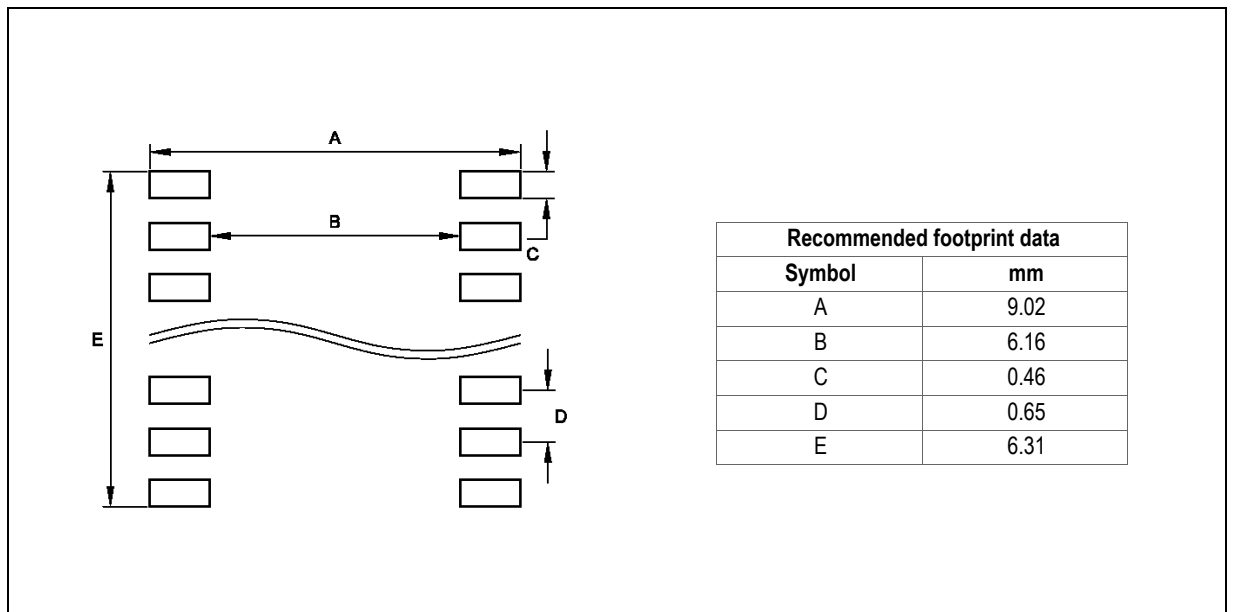 A
B
C
E
D
Recommended footprint data
Symbol mm
A 9.02
B 6.16
C 0.46
D 0.65
E 6.31